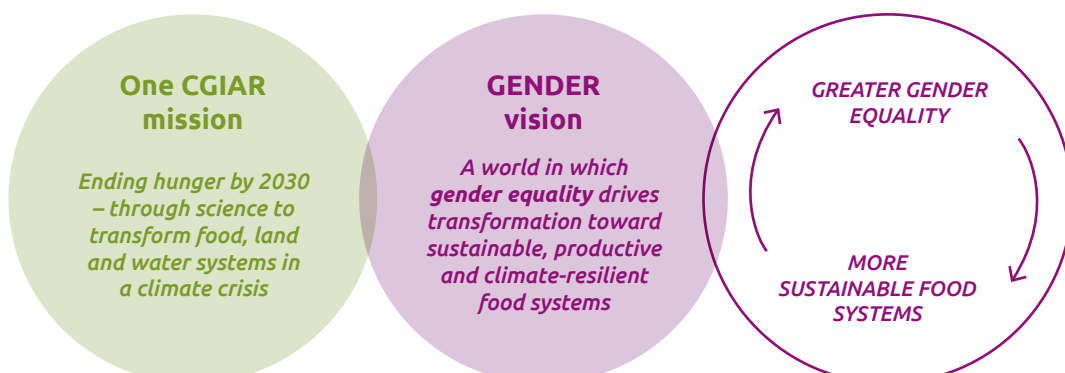 One CGIAR
mission
Ending hunger by 2030
– through science to
transform food, land
and water systems in
a climate crisis
GENDER
vision
A world in which
gender equality drives
transformation toward
sustainable, productive
and climate-resilient
food systems
GREATER GENDER
EQUALITY
MORE
SUSTAINABLE FOOD
SYSTEMS